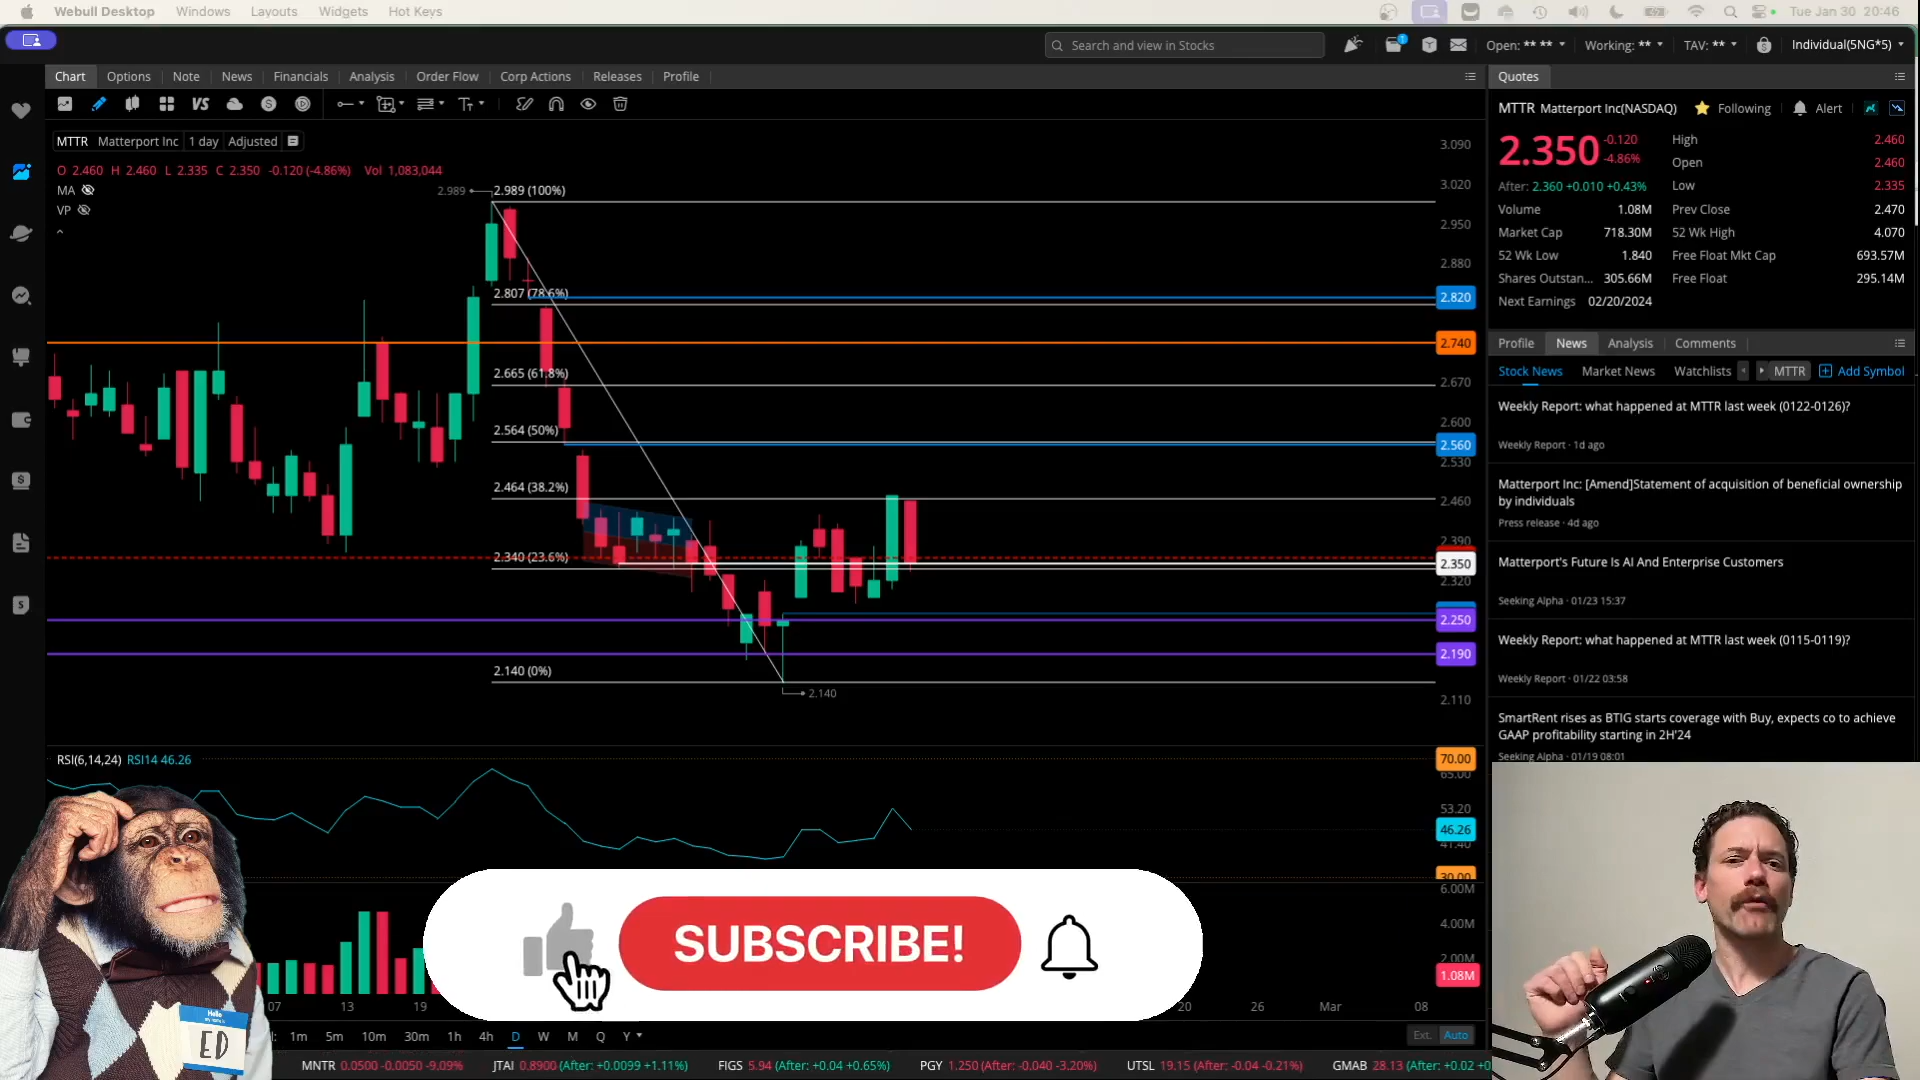 Webull Desktop Windows Layouts Widgets Hot Keys Tue Jan 30 20:46
Search and view in Stocks Open: ** ** Working: ** TAV: ** Individual(5NG*5)
Chart Options Note News Financials Analysis Order Flow Corp Actions Releases Profile
MTTR Matterport Inc 1 day Adjusted
O 2.460 H 2.460 L 2.335 C 2.350 -0.120 (-4.86%) Vol 1,083,044
MA
VP
2.989 2.989 (100%)
2.807 (78.6%)
2.665 (61.8%)
2.564 (50%)
2.464 (38.2%)
2.340 (23.6%)
2.140 (0%)
2.140
3.090
3.020
2.950
2.880
2.820
2.740
2.670
2.600
2.560
2.530
2.460
2.390
2.350
2.320
2.250
2.190
2.110
RSI(6,14,24) RSI14 46.26
70.00
65.00
53.20
46.26
41.40
30.00
6.00M
4.00M
2.00M
1.08M
07 13 19 20 26 Mar 08
SUBSCRIBE!
Hello
ED
1m 5m 10m 30m 1h 4h D W M Q Y Ext. Auto
MNTR 0.0500 -0.0050 -9.09% JTAI 0.8900 (After: +0.0099 +1.11%) FIGS 5.94 (After: +0.04 +0.65%) PGY 1.250 (After: -0.040 -3.20%) UTSL 19.15 (After: -0.04 -0.21%) GMAB 28.13 (After: +0.02 +0
Quotes
MTTR Matterport Inc(NASDAQ) Following Alert
2.350 -0.120
-4.86%
After: 2.360 +0.010 +0.43%
High 2.460
Open 2.460
Low 2.335
Volume 1.08M Prev Close 2.470
Market Cap 718.30M 52 Wk High 4.070
52 Wk Low 1.840 Free Float Mkt Cap 693.57M
Shares Outstan... 305.66M Free Float 295.14M
Next Earnings 02/20/2024
Profile News Analysis Comments
Stock News Market News Watchlists MTTR Add Symbol
Weekly Report: what happened at MTTR last week (0122-0126)?
Weekly Report · 1d ago
Matterport Inc: [Amend]Statement of acquisition of beneficial ownership
by individuals
Press release · 4d ago
Matterport's Future Is AI And Enterprise Customers
Seeking Alpha · 01/23 15:37
Weekly Report: what happened at MTTR last week (0115-0119)?
Weekly Report · 01/22 03:58
SmartRent rises as BTIG starts coverage with Buy, expects co to achieve
GAAP profitability starting in 2H'24
Seeking Alpha · 01/19 08:01